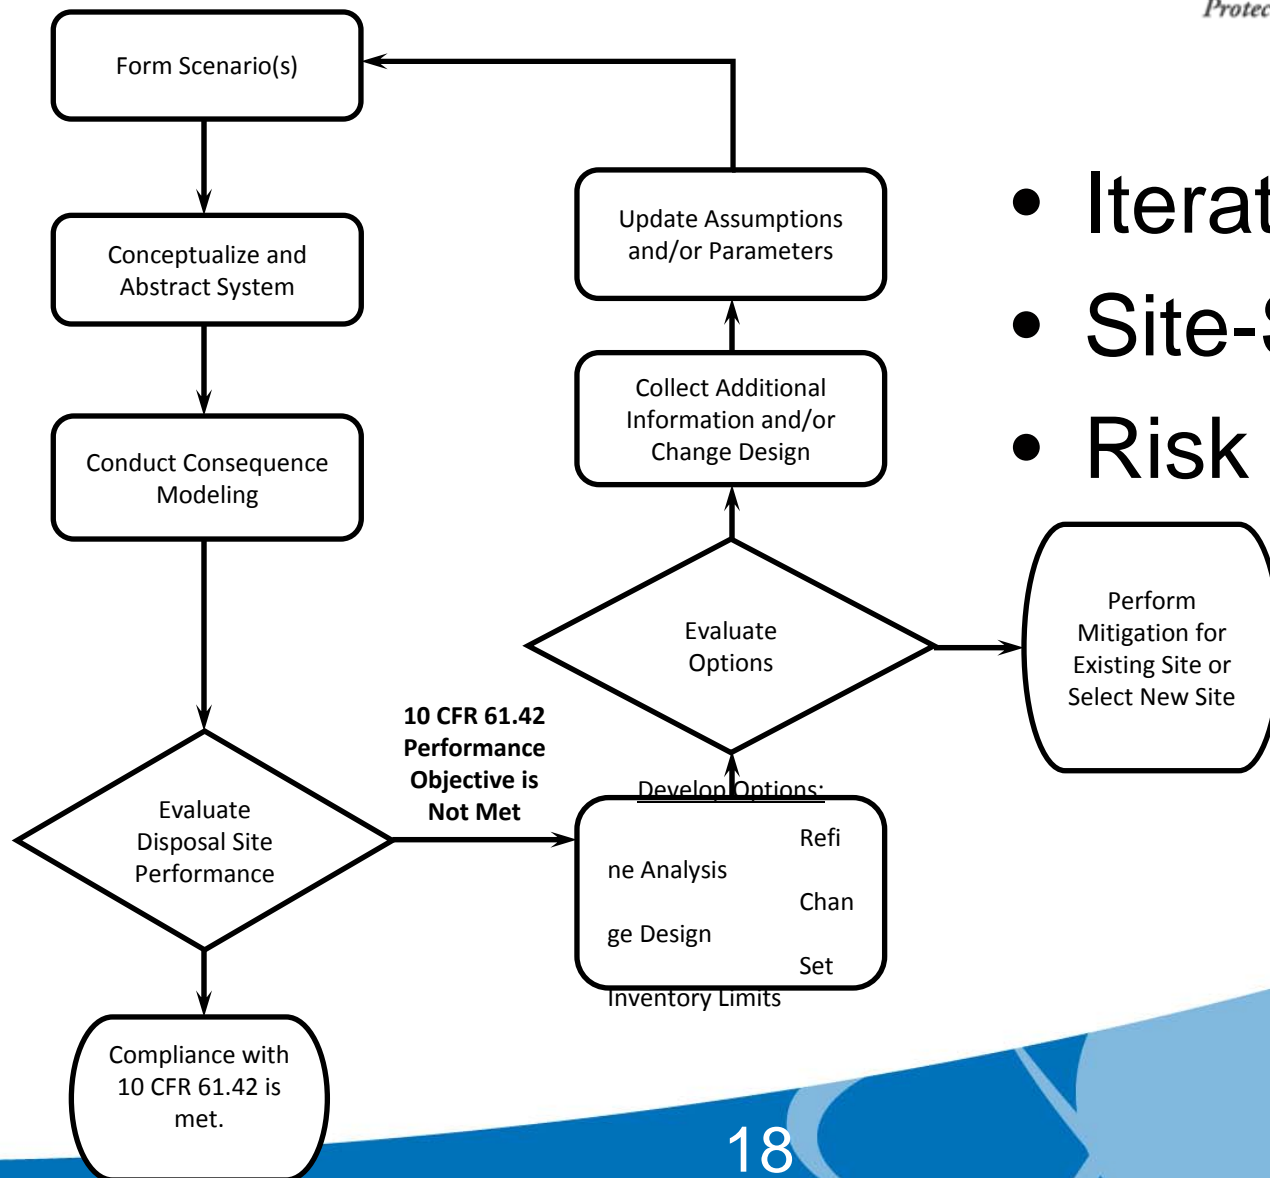 Protec
Form Scenario(s)
Conceptualize and
Abstract System
Conduct Consequence
Modeling
Evaluate
Disposal Site
Performance
Compliance with
10 CFR 61.42 is
met.
10 CFR 61.42
Performance
Objective is
Not Met
Update Assumptions
and/or Parameters
Collect Additional
Information and/or
Change Design
Evaluate
Options
Develop Options:
Refi
ne Analysis
Chan
ge Design
Set
Inventory Limits
Perform
Mitigation for
Existing Site or
Select New Site
• Iterat
• Site-S
• Risk
18